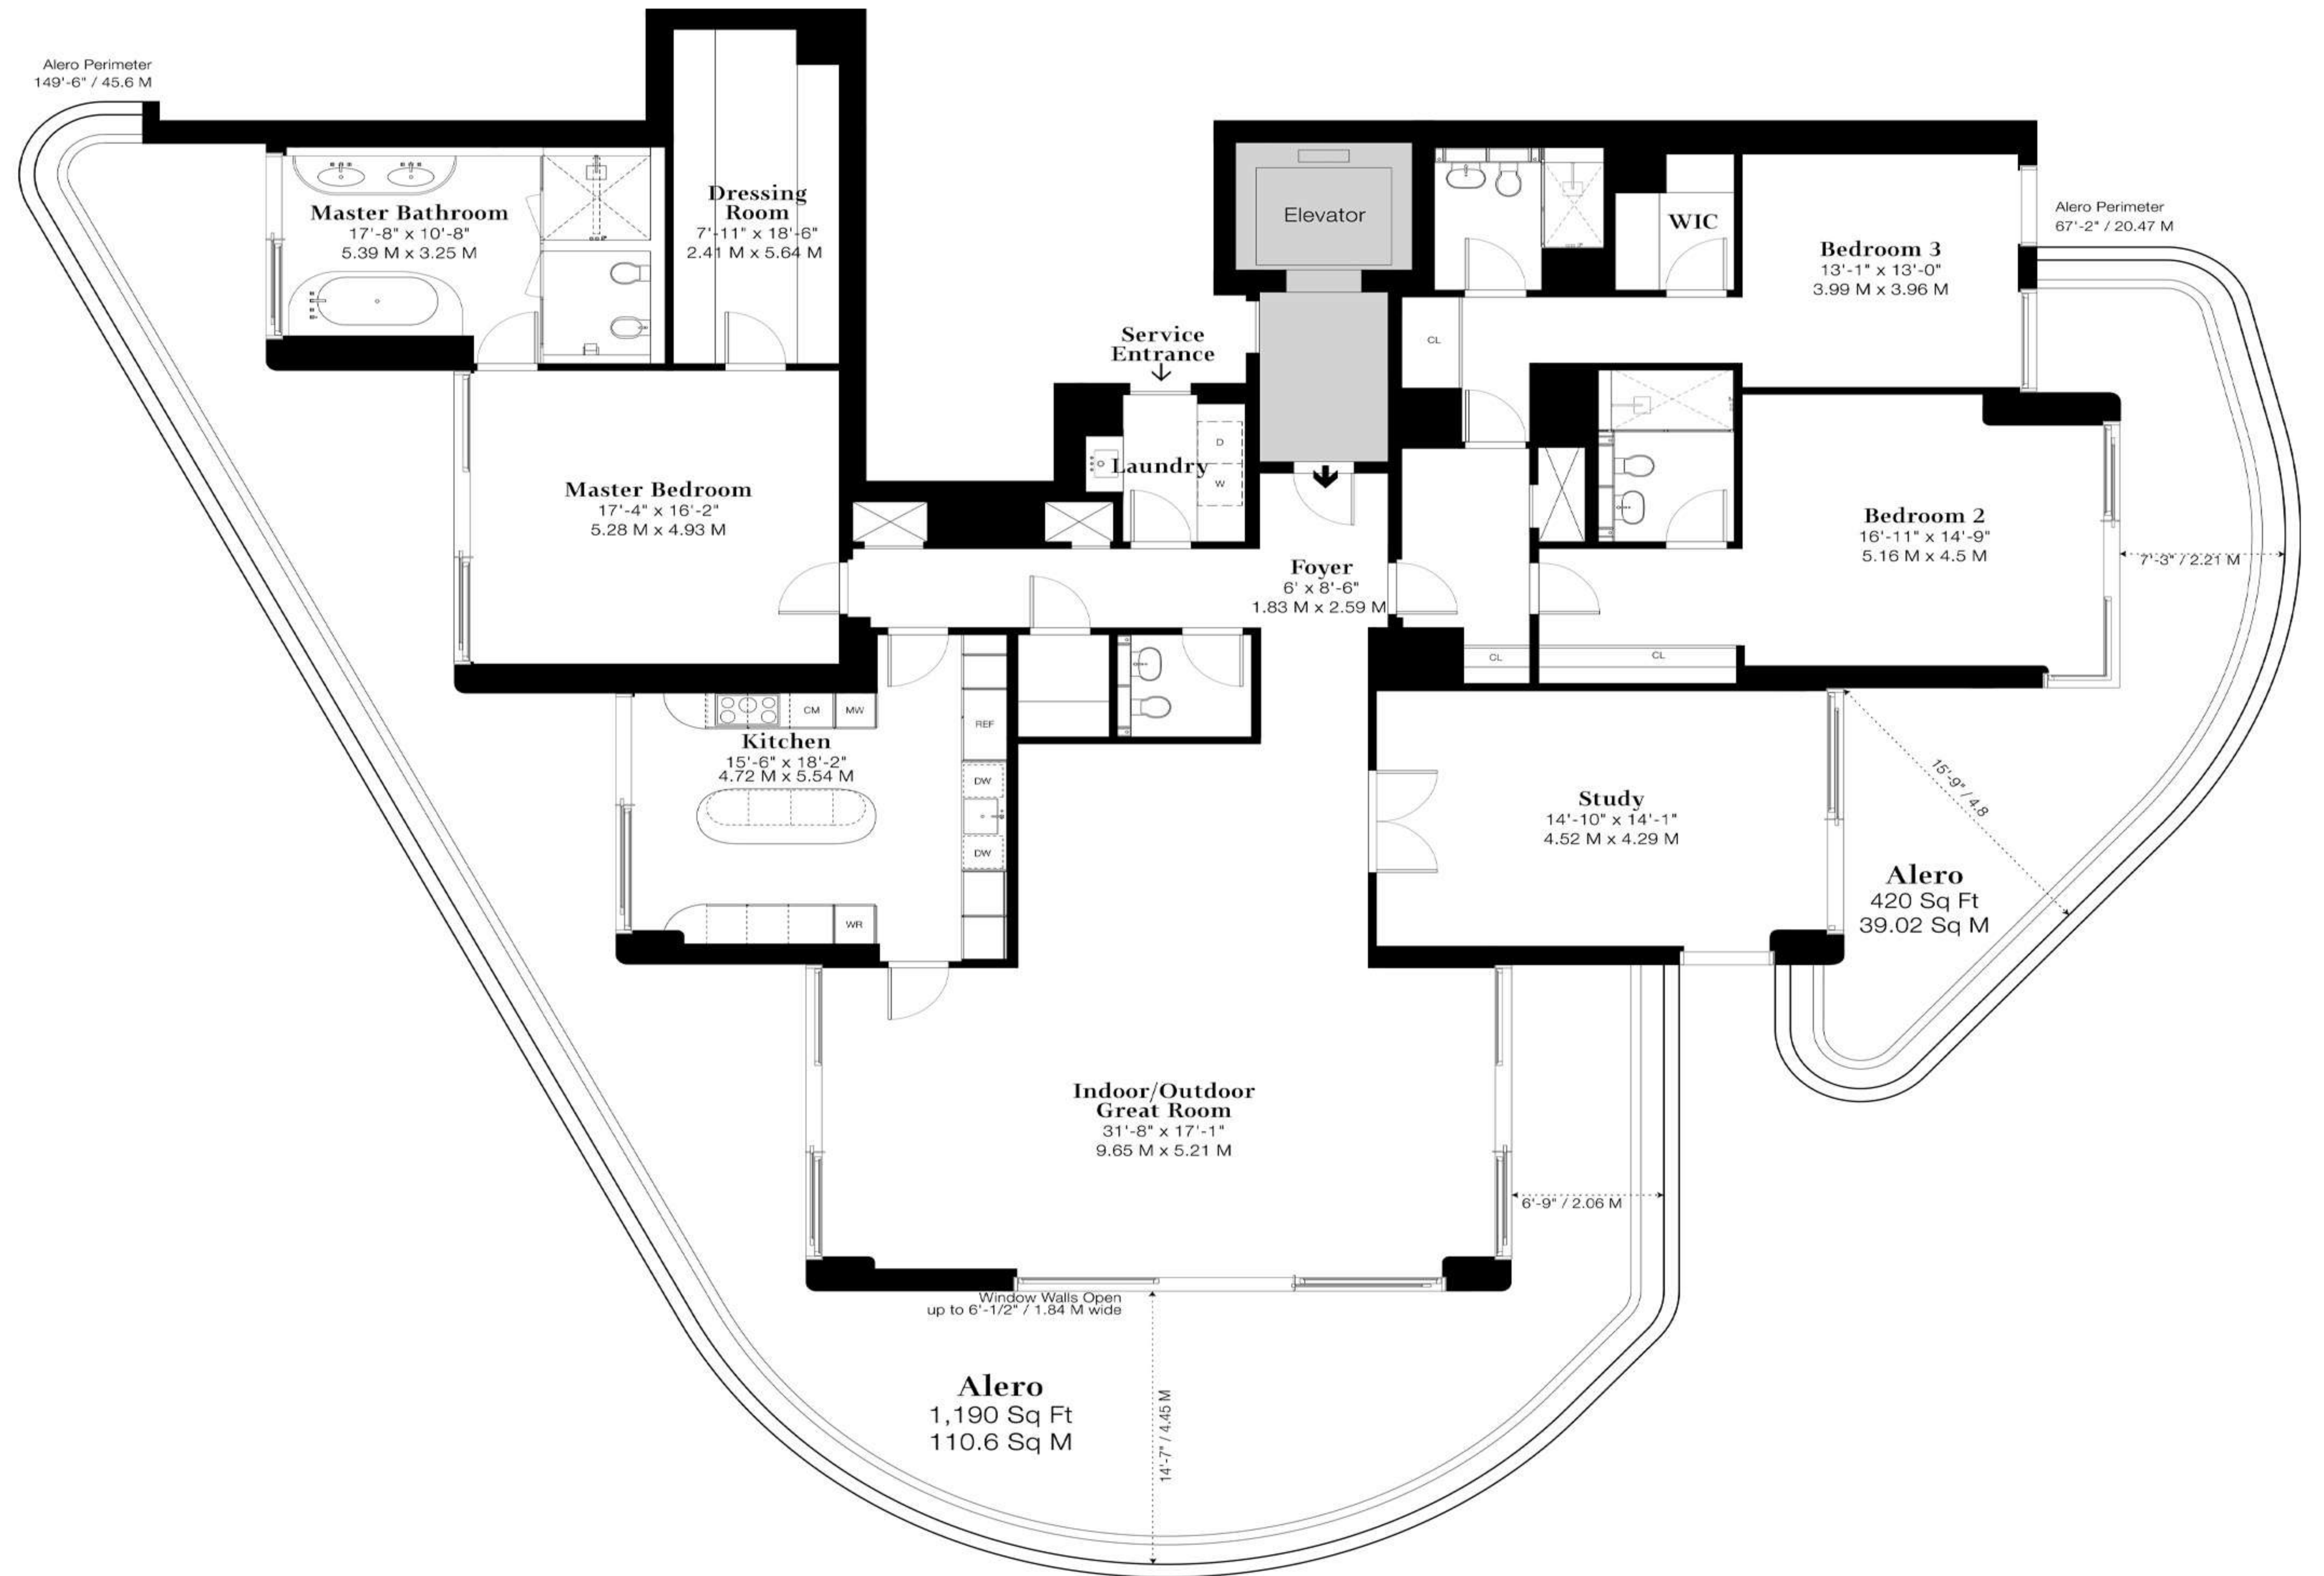 Alero Perimeter
149'-6" / 45.6 M
Master Bathroom
17'-8" x 10'-8"
5.39 M x 3.25 M
Dressing
Room
7'-11" x 18'-6"
2.41 M x 5.64 M
Elevator
WIC
Bedroom 3
13'-1" x 13'-0"
3.99 M x 3.96 M
Alero Perimeter
67'-2" / 20.47 M
Service
Entrance
CL
D
Laundry
W
Master Bedroom
17'-4" x 16'-2"
5.28 M x 4.93 M
Foyer
6' x 8'-6"
1.83 M x 2.59 M
Bedroom 2
16'-11" x 14'-9"
5.16 M x 4.5 M
7'-3" / 2.21 M
CL
CL
CM
MW
REF
Kitchen
15'-6" x 18'-2"
4.72 M x 5.54 M
DW
DW
WR
Study
14'-10" x 14'-1"
4.52 M x 4.29 M
15'-9" / 4.8
Alero
420 Sq Ft
39.02 Sq M
Indoor/Outdoor
Great Room
31'-8" x 17'-1"
9.65 M x 5.21 M
6'-9" / 2.06 M
Window Walls Open
up to 6'-1/2" / 1.84 M wide
Alero
1,190 Sq Ft
110.6 Sq M
14'-7" / 4.45 M